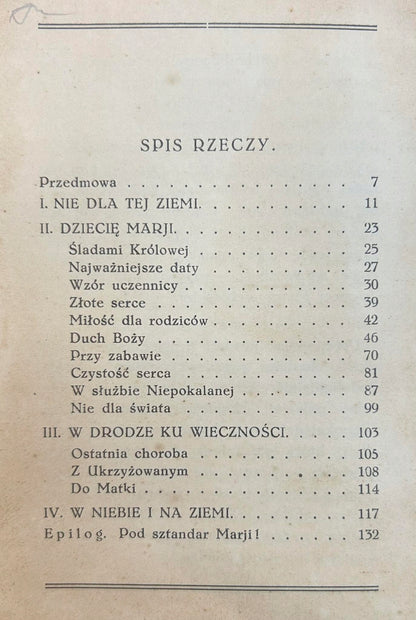 SPIS RZECZY.
Przedmowa . . . . . . . . . . . . . 7
I. NIE DLA TEJ ZIEMI. . . . . . . . . . 11
II. DZIECIĘ MARJI. . . . . . . . . . . 23
Śladami Królowej . . . . . . . . . 25
Najważniejsze daty . . . . . . . . 27
Wzór uczennicy . . . . . . . . . 30
Złote serce . . . . . . . . . . . 39
Miłość dla rodziców . . . . . . . . 42
Duch Boży . . . . . . . . . . . 46
Przy zabawie . . . . . . . . . . 70
Czystość serca . . . . . . . . . . 81
W służbie Niepokalanej . . . . . . . 87
Nie dla świata . . . . . . . . . . 99
III. W DRODZE KU WIECZNOŚCI. . . . . 103
Ostatnia choroba . . . . . . . . . 105
Z Ukrzyżowanym . . . . . . . . . 108
Do Matki . . . . . . . . . . . . 114
IV. W NIEBIE I NA ZIEMI. . . . . . . . 117
Epilog. Pod sztandar Marji! . . . . . . 132